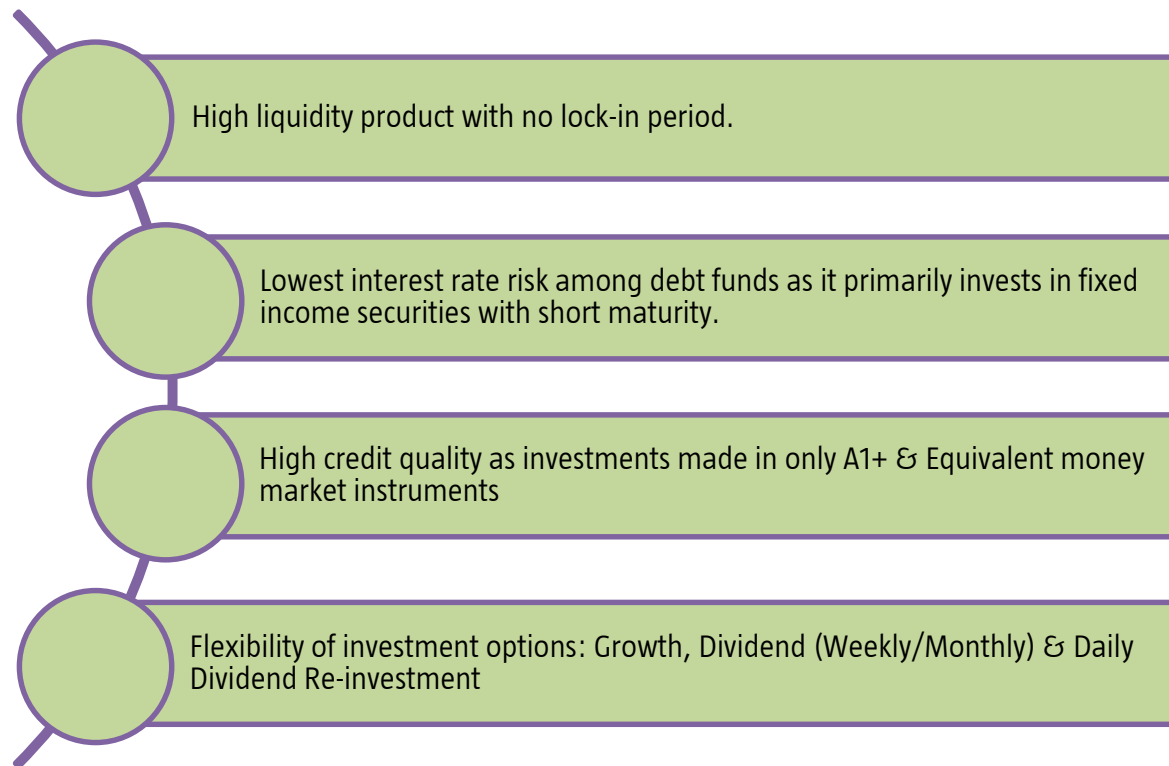 High liquidity product with no lock-in period.
Lowest interest rate risk among debt funds as it primarily invests in fixed
income securities with short maturity.
High credit quality as investments made in only A1+ & Equivalent money
market instruments
Flexibility of investment options: Growth, Dividend (Weekly/Monthly) & Daily
Dividend Re-investment